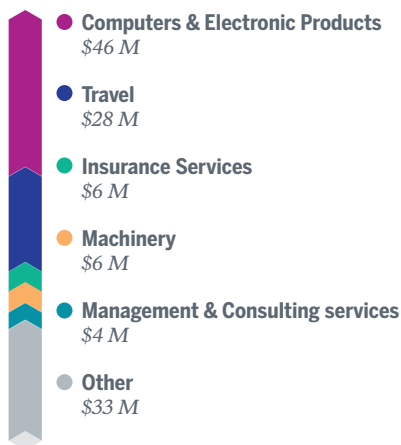 Computers & Electronic Products
$46 M
Travel
$28 M
Insurance Services
$6 M
Machinery
$6 M
Management & Consulting services
$4 M
Other
$33 M